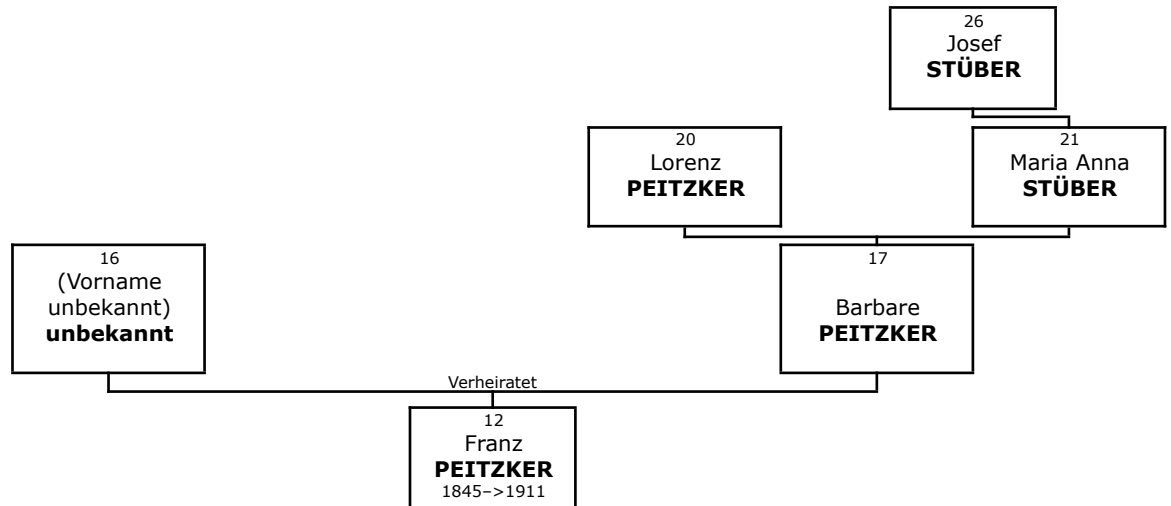 26
Josef
STÜBER
20
Lorenz
PEITZKER
21
Maria Anna
STÜBER
16
(Vorname
unbekannt)
unbekannt
17
Barbare
PEITZKER
Verheiratet
12
Franz
PEITZKER
1845–>1911